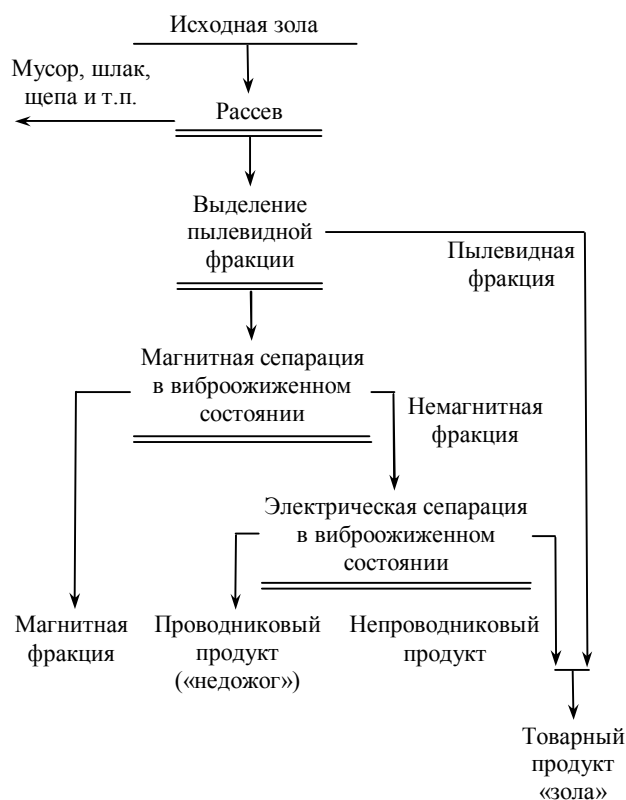 Исходная зола
Мусор, шлак,
щепа и т.п.
Рассев
Выделение
пылевидной
фракции
Пылевидная
фракция
Магнитная сепарация
в виброожиженном
состоянии
Немагнитная
фракция
Электрическая сепарация
в виброожиженном
состоянии
Магнитная
фракция
Проводниковый
продукт
(«недожог»)
Непроводниковый
продукт
Товарный
продукт
«зола»